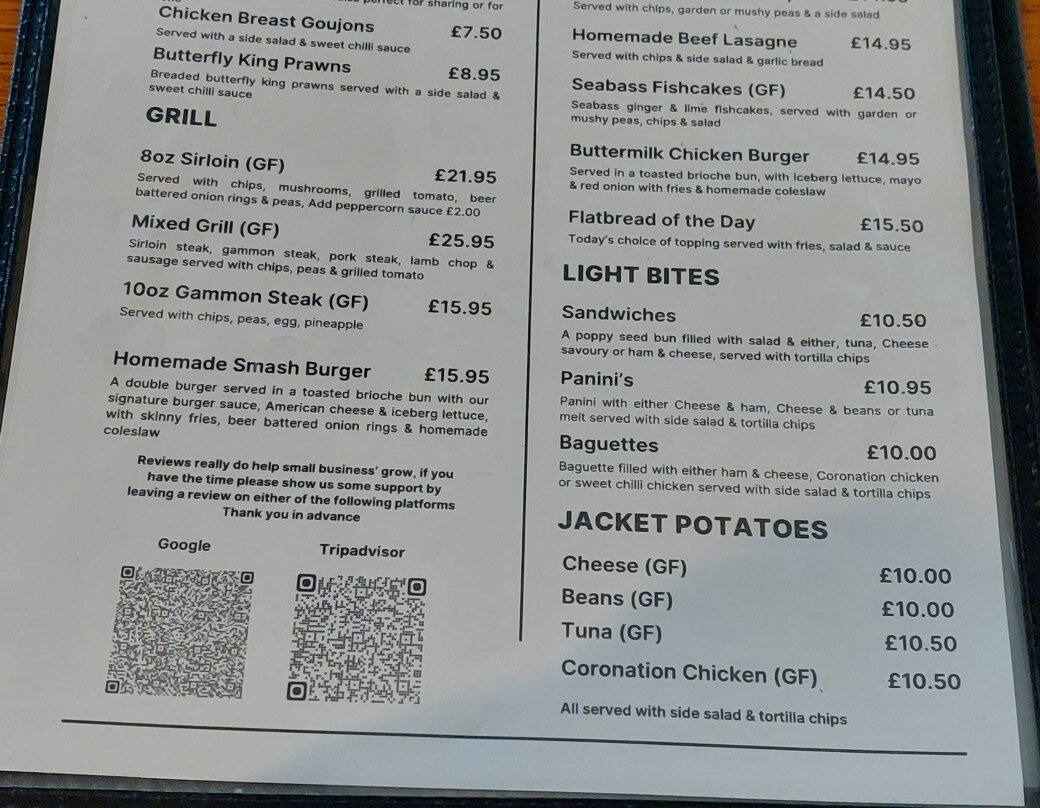 perfect for sharing or for
Chicken Breast Goujons £7.50
Served with a side salad & sweet chilli sauce
Butterfly King Prawns £8.95
Breaded butterfly king prawns served with a side salad &
sweet chilli sauce
GRILL
8oz Sirloin (GF) £21.95
Served with chips, mushrooms, grilled tomato, beer
battered onion rings & peas, Add peppercorn sauce £2.00
Mixed Grill (GF) £25.95
Sirloin steak, gammon steak, pork steak, lamb chop &
sausage served with chips, peas & grilled tomato
10oz Gammon Steak (GF) £15.95
Served with chips, peas, egg, pineapple
Homemade Smash Burger £15.95
A double burger served in a toasted brioche bun with our
signature burger sauce, American cheese & iceberg lettuce,
with skinny fries, beer battered onion rings & homemade
coleslaw
Reviews really do help small business' grow, if you
have the time please show us some support by
leaving a review on either of the following platforms
Thank you in advance
Google Tripadvisor
Served with chips, garden or mushy peas & a side salad
Homemade Beef Lasagne £14.95
Served with chips & side salad & garlic bread
Seabass Fishcakes (GF) £14.50
Seabass ginger & lime fishcakes, served with garden or
mushy peas, chips & salad
Buttermilk Chicken Burger £14.95
Served in a toasted brioche bun, with Iceberg lettuce, mayo
& red onion with fries & homemade coleslaw
Flatbread of the Day £15.50
Today's choice of topping served with fries, salad & sauce
LIGHT BITES
Sandwiches £10.50
A poppy seed bun filled with salad & either, tuna, Cheese
savoury or ham & cheese, served with tortilla chips
Panini's £10.95
Panini with either Cheese & ham, Cheese & beans or tuna
melt served with side salad & tortilla chips
Baguettes £10.00
Baguette filled with either ham & cheese, Coronation chicken
or sweet chilli chicken served with side salad & tortilla chips
JACKET POTATOES
Cheese (GF) £10.00
Beans (GF) £10.00
Tuna (GF) £10.50
Coronation Chicken (GF) £10.50
All served with side salad & tortilla chips